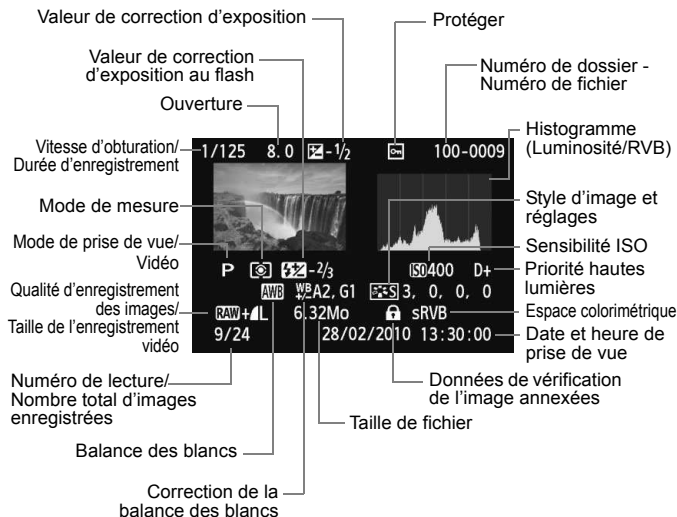 Valeur de correction d'exposition
Protéger
Valeur de correction
d'exposition au flash
Numéro de dossier -
Numéro de fichier
Ouverture
Histogramme
(Luminosité/RVB)
Vitesse d'obturation/
Durée d'enregistrement
1/125 8.0 -1/2 100-0009
Style d'image et
réglages
Mode de mesure
Mode de prise de vue/
Vidéo
Sensibilité ISO
P -2/3 ISO400 D+
Priorité hautes
lumières
Qualité d'enregistrement
des images/
Taille de l'enregistrement
vidéo
AWB WB+/- A2, G1 S 3, 0, 0, 0
RAW+L 6.32Mo sRVB
Espace colorimétrique
9/24 28/02/2010 13:30:00
Date et heure de
prise de vue
Numéro de lecture/
Nombre total d'images
enregistrées
Données de vérification
de l'image annexées
Taille de fichier
Balance des blancs
Correction de la
balance des blancs